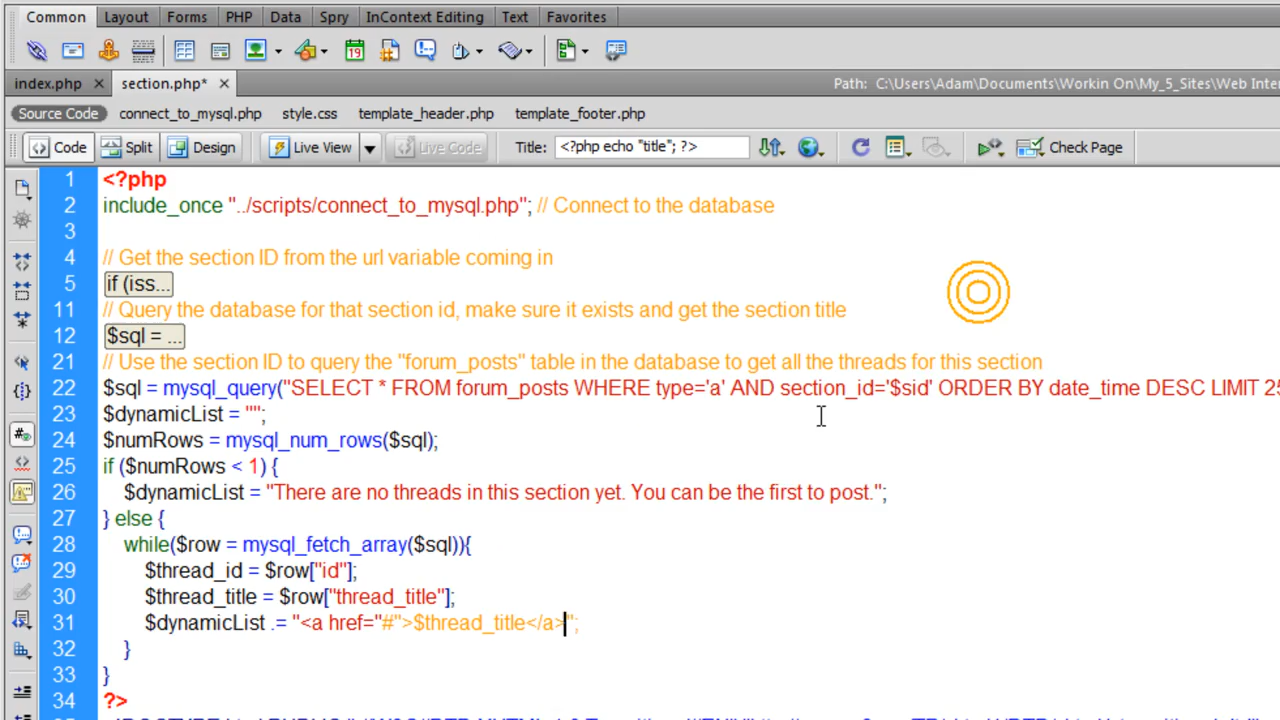 Common Layout Forms PHP Data Spry InContext Editing Text Favorites
index.php × section.php* × Path: C:\Users\Adam\Documents\Workin On\My_5_Sites\Web Inter
Source Code connect_to_mysql.php style.css template_header.php template_footer.php
Code Split Design Live View Live Code Title: <?php echo "title"; ?> Check Page
1 <?php
2 include_once "../scripts/connect_to_mysql.php"; // Connect to the database
3
4 // Get the section ID from the url variable coming in
5 if (iss...
11 // Query the database for that section id, make sure it exists and get the section title
12 $sql = ...
21 // Use the section ID to query the "forum_posts" table in the database to get all the threads for this section
22 $sql = mysql_query("SELECT * FROM forum_posts WHERE type='a' AND section_id='$sid' ORDER BY date_time DESC LIMIT 25
23 $dynamicList = "";
24 $numRows = mysql_num_rows($sql);
25 if ($numRows < 1) {
26 $dynamicList = "There are no threads in this section yet. You can be the first to post.";
27 } else {
28 while($row = mysql_fetch_array($sql)){
29 $thread_id = $row["id"];
30 $thread_title = $row["thread_title"];
31 $dynamicList .= "<a href="#">$thread_title</a>";
32 }
33 }
34 ?>